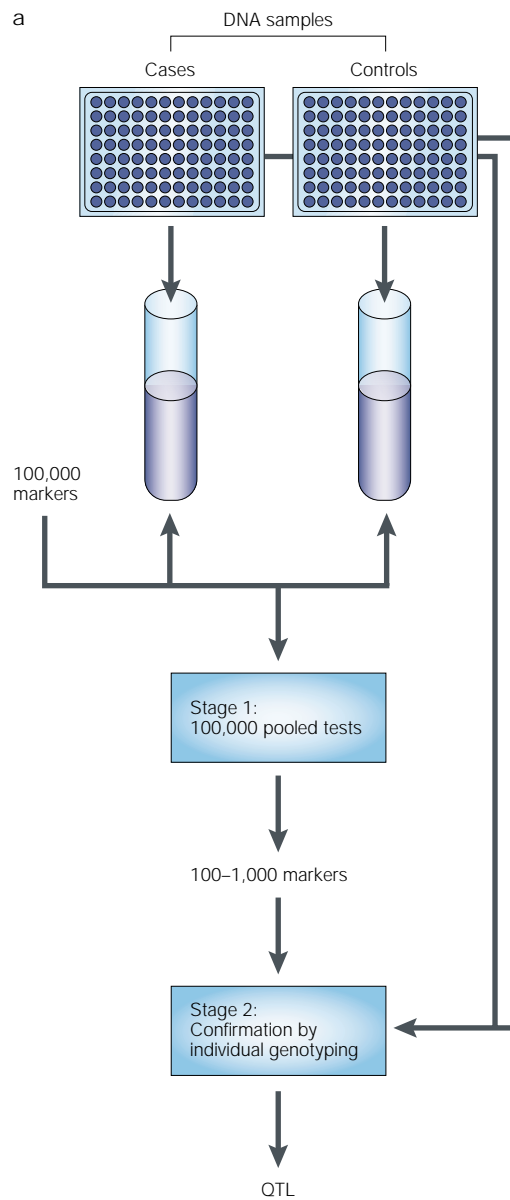 a
DNA samples
Cases
Controls
100,000
markers
Stage 1:
100,000 pooled tests
100–1,000 markers
Stage 2:
Confirmation by
individual genotyping
QTL